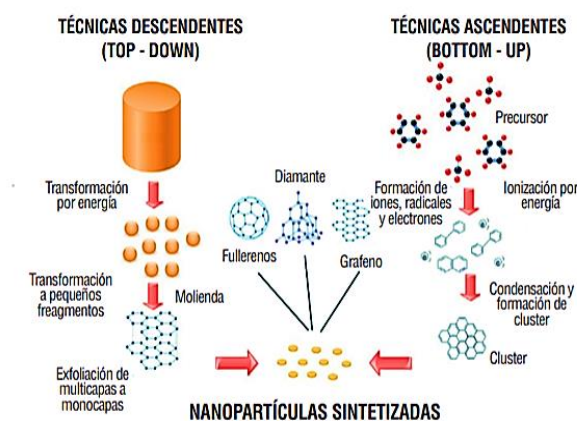 TÉCNICAS DESCENDENTES
(TOP - DOWN)
Transformación
por energía
Transformación
a pequeños
freagmentos
Molienda
Exfoliación de
multicapas a
monocapas
Diamante
Fullerenos
Grafeno
TÉCNICAS ASCENDENTES
(BOTTOM - UP)
Precursor
Formación de
iones, radicales
y electrones
Ionización por
energía
Condensación y
formación de
cluster
Cluster
NANOPARTÍCULAS SINTETIZADAS